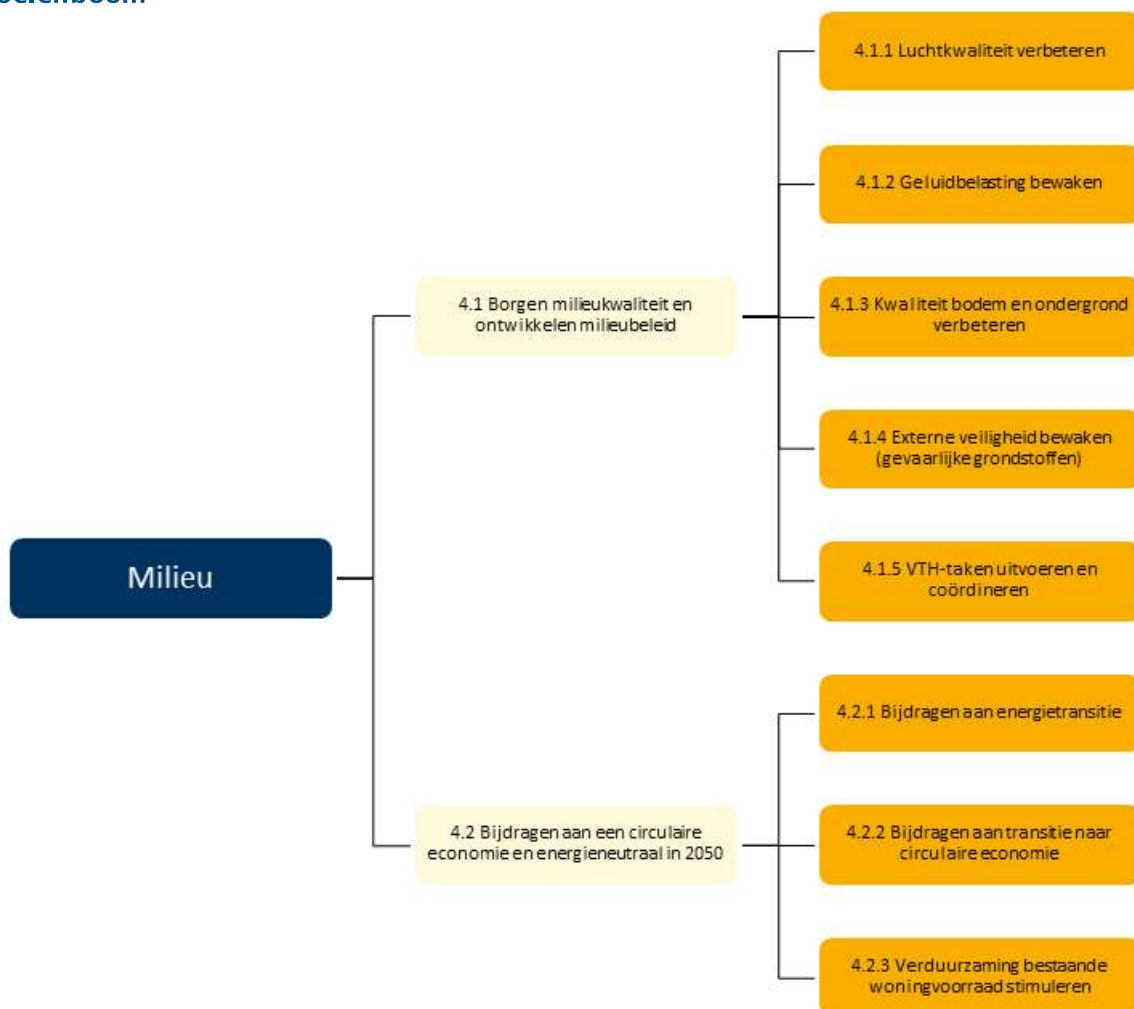 Milieu
4.1 Borgen milieukwaliteit en
ontwikkelen milieubeleid
4.1.1 Luchtkwaliteit verbeteren
4.1.2 Geluidbelasting bewaken
4.1.3 Kwaliteit bodem en ondergrond
verbeteren
4.1.4 Externe veiligheid bewaken
(gevaarlijke grondstoffen)
4.1.5 VTH-taken uitvoeren en
coördineren
4.2 Bijdragen aan een circulaire
economie en energieneutraal in 2050
4.2.1 Bijdragen aan energietransitie
4.2.2 Bijdragen aan transitie naar
circulaire economie
4.2.3 Verduurzaming bestaande
woningvoorraad stimuleren